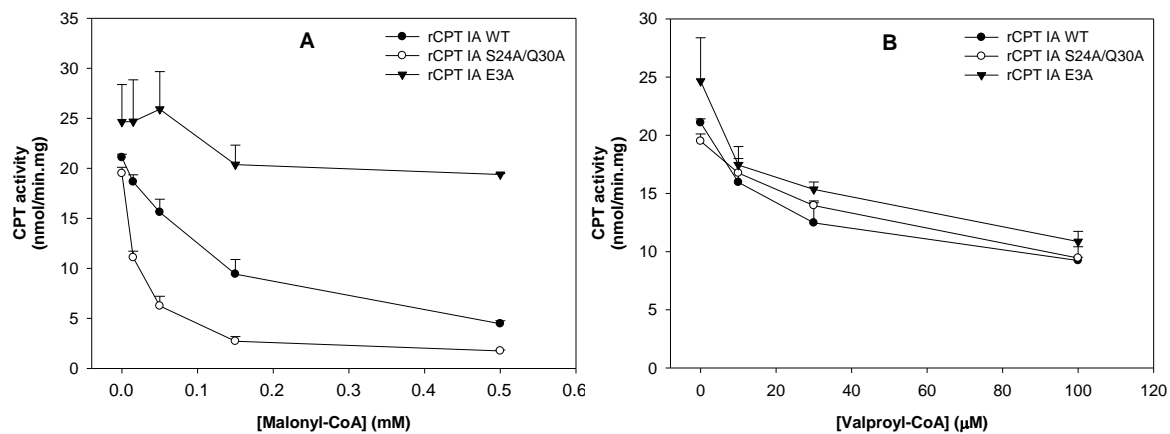 A
rCPT IA WT
rCPT IA S24A/Q30A
rCPT IA E3A
CPT activity
(nmol/min.mg)
35
30
25
20
15
10
5
0
0.0 0.1 0.2 0.3 0.4 0.5 0.6
[Malonyl-CoA] (mM)
B
rCPT IA WT
rCPT IA S24A/Q30A
rCPT IA E3A
CPT activity
(nmol/min.mg)
30
25
20
15
10
5
0
0 20 40 60 80 100 120
[Valproyl-CoA] (μM)